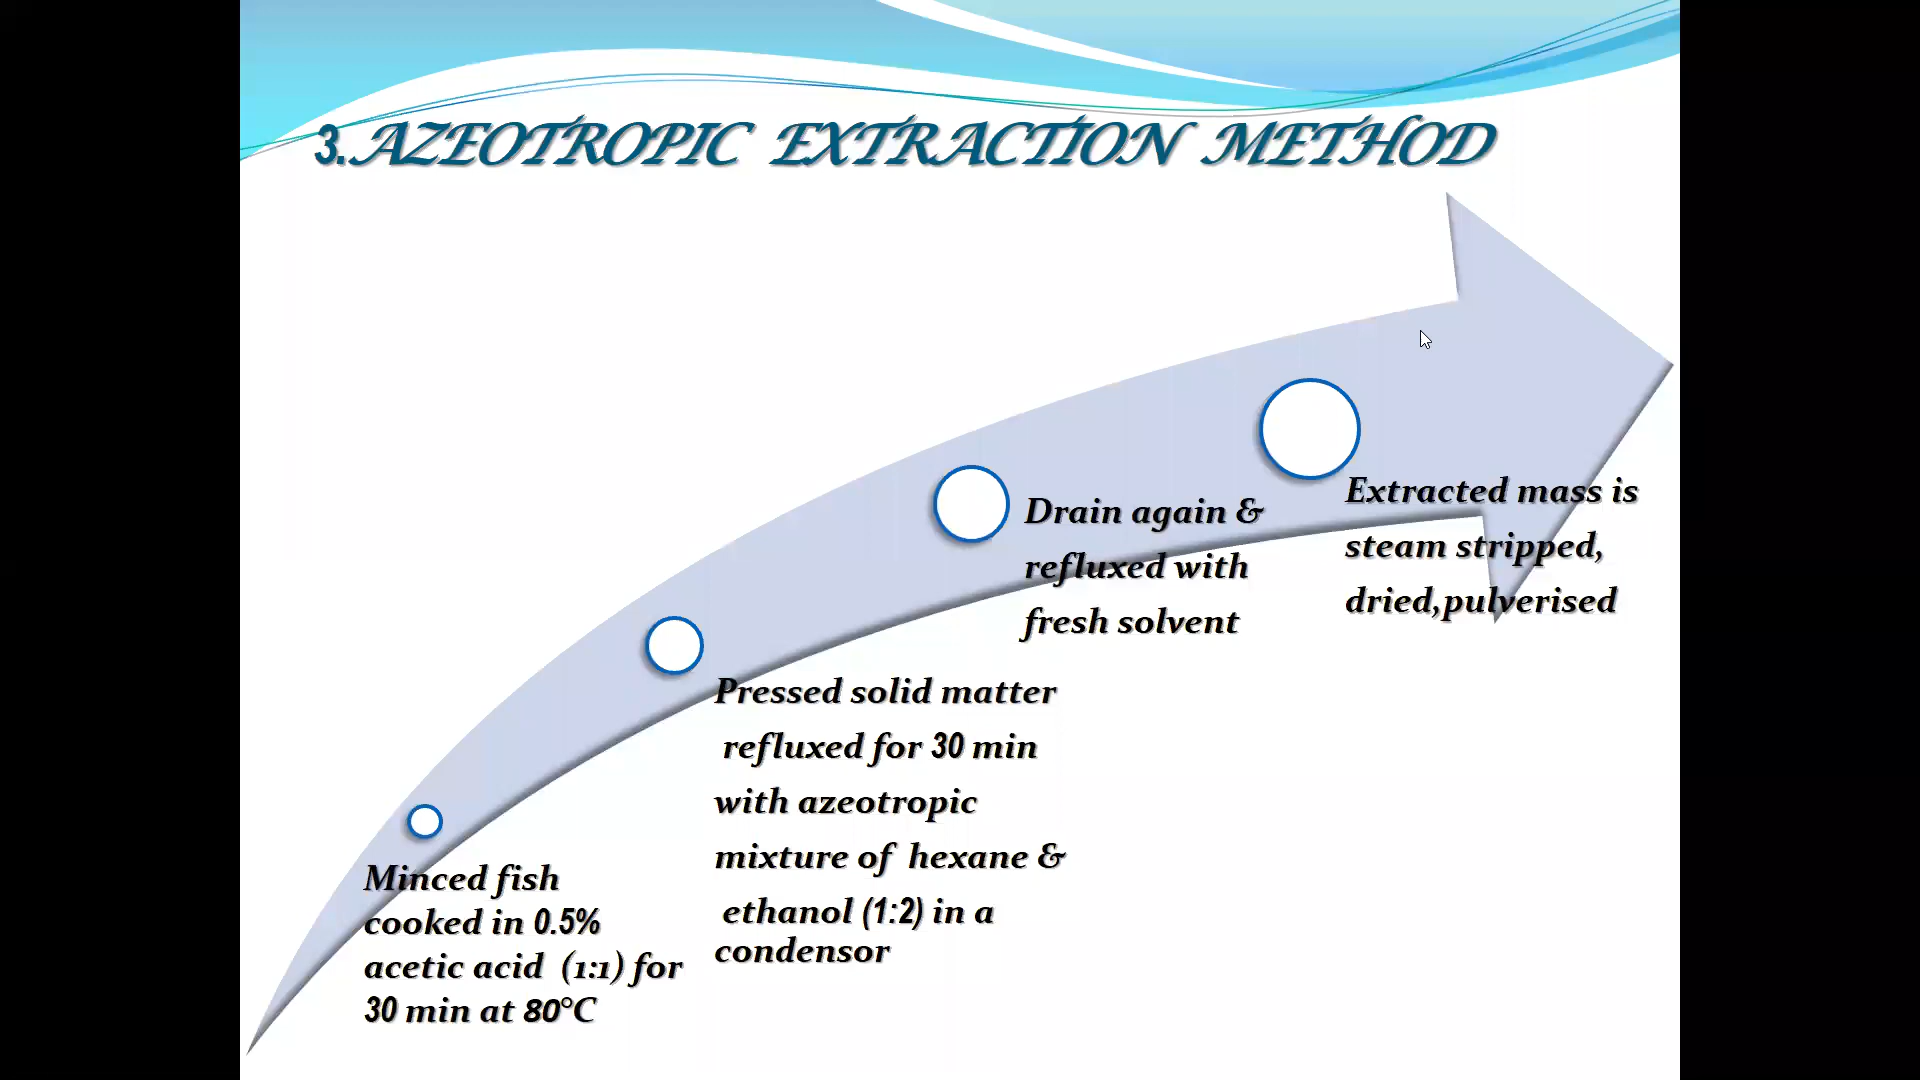 3.AZEOTROPIC EXTRACTION METHOD
Minced fish
cooked in 0.5%
acetic acid (1:1) for
30 min at 80°C
Pressed solid matter
refluxed for 30 min
with azeotropic
mixture of hexane &
ethanol (1:2) in a
condensor
Drain again &
refluxed with
fresh solvent
Extracted mass is
steam stripped,
dried,pulverised